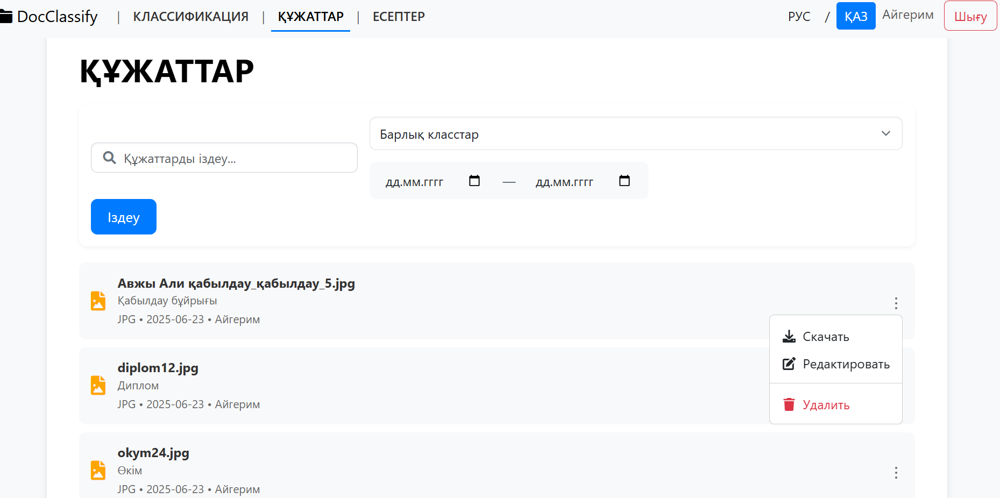 DocClassify | КЛАССИФИКАЦИЯ | ҚҰЖАТТАР | ЕСЕПТЕР РУС / ҚАЗ Айгерим Шығу
ҚҰЖАТТАР
Барлық класстар
Құжаттарды іздеу...
дд.мм.гггг — дд.мм.гггг
Іздеу
Авжы Али қабылдау_қабылдау_5.jpg
Қабылдау бұйрығы
JPG • 2025-06-23 • Айгерим
Скачать
Редактировать
Удалить
diplom12.jpg
Диплом
JPG • 2025-06-23 • Айгерим
okym24.jpg
Өкім
JPG • 2025-06-23 • Айгерим